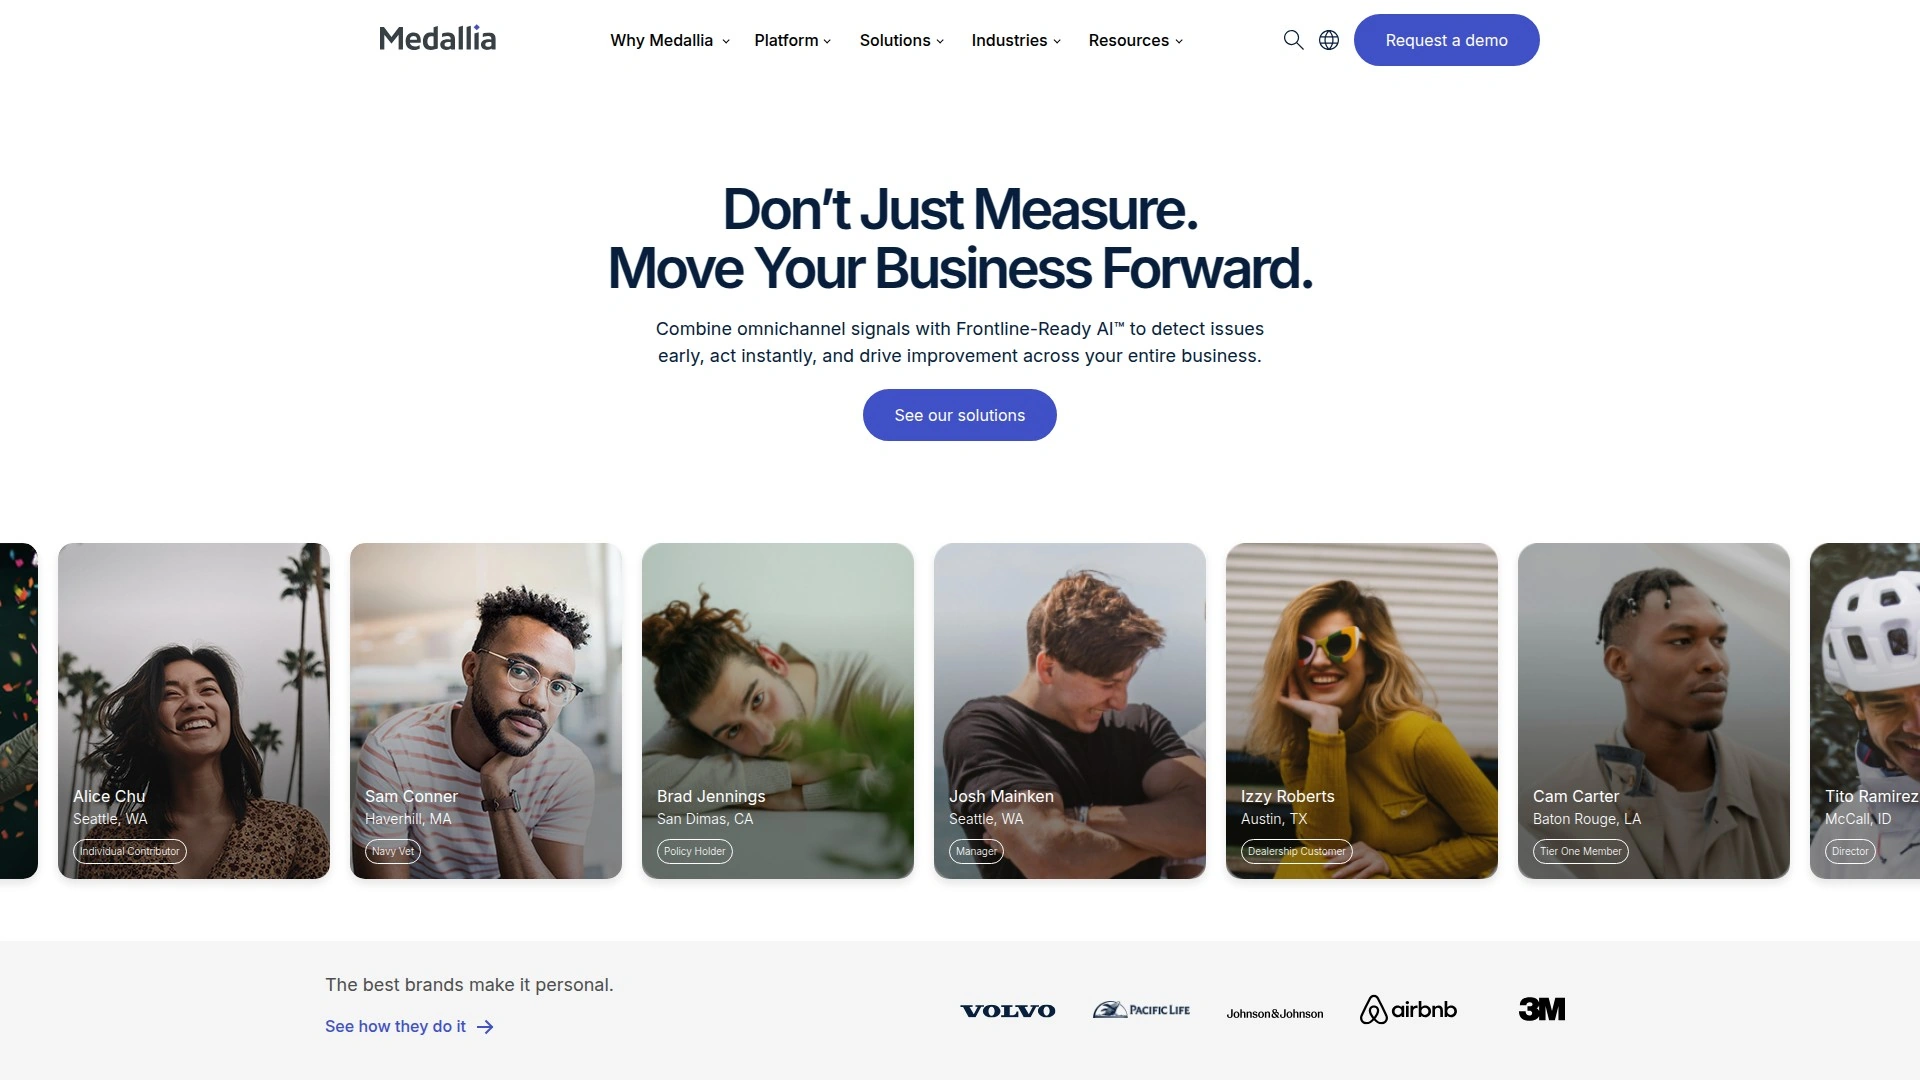 Medallia
Why Medallia
Platform
Solutions
Industries
Resources
Request a demo
Don’t Just Measure.
Move Your Business Forward.
Combine omnichannel signals with Frontline-Ready AI™ to detect issues
early, act instantly, and drive improvement across your entire business.
See our solutions
Alice Chu
Seattle, WA
Individual Contributor
Sam Conner
Haverhill, MA
Navy Vet
Brad Jennings
San Dimas, CA
Policy Holder
Josh Mainken
Seattle, WA
Manager
Izzy Roberts
Austin, TX
Dealership Customer
Cam Carter
Baton Rouge, LA
Tier One Member
Tito Ramirez
McCall, ID
Director
The best brands make it personal.
See how they do it
VOLVO
PACIFIC LIFE
Johnson&Johnson
airbnb
3M